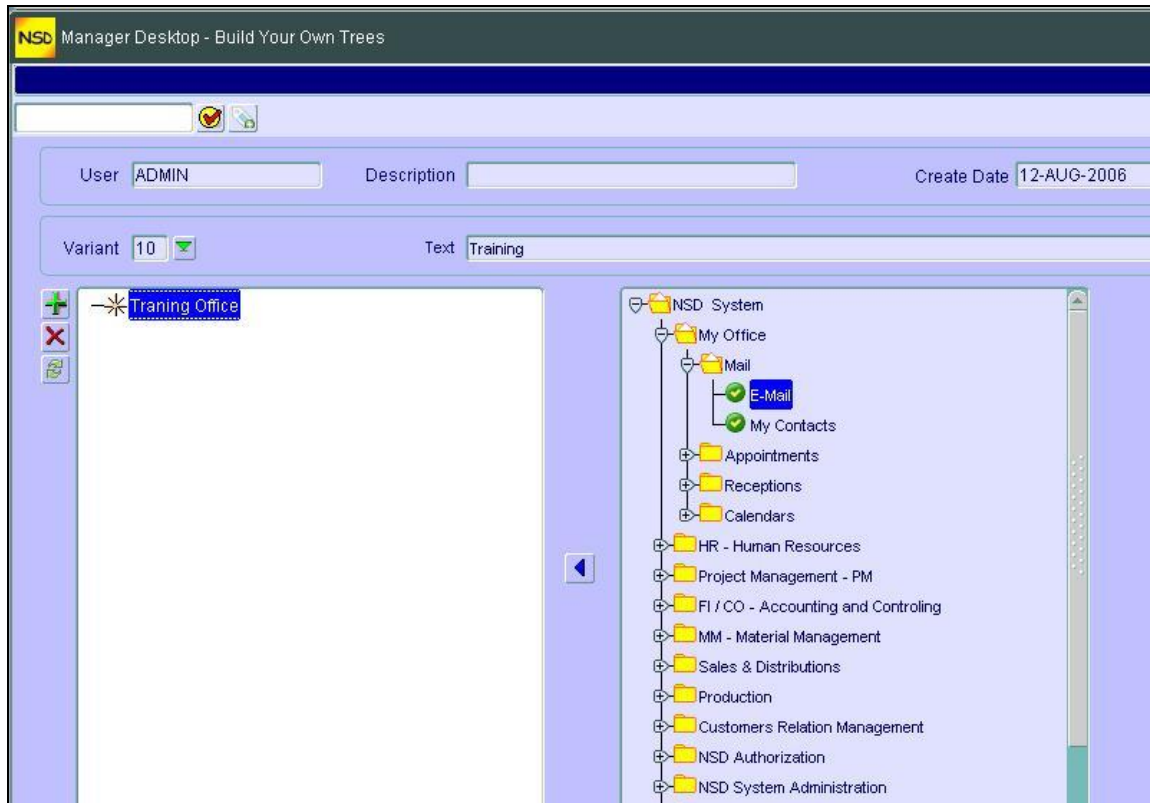 NSD Manager Desktop - Build Your Own Trees
User ADMIN Description Create Date 12-AUG-2006
Variant 10 Text Training
Traning Office
NSD System
My Office
Mail
E-Mail
My Contacts
Appointments
Receptions
Calendars
HR - Human Resources
Project Management - PM
FI / CO - Accounting and Controling
MM - Material Management
Sales & Distributions
Production
Customers Relation Management
NSD Authorization
NSD System Administration